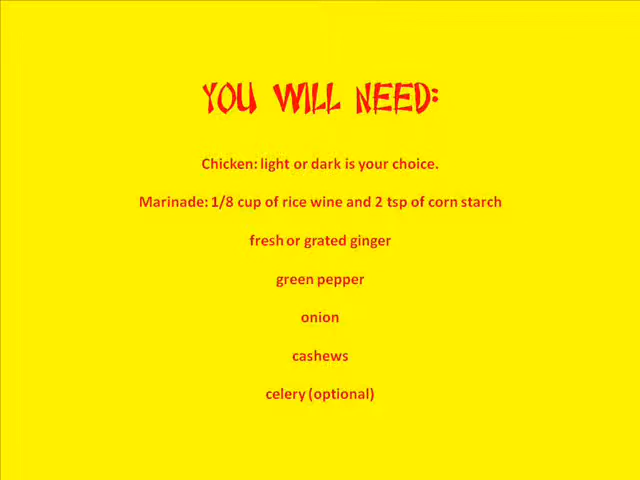 YOU WILL NEED:
Chicken: light or dark is your choice.
Marinade: 1/8 cup of rice wine and 2 tsp of corn starch
fresh or grated ginger
green pepper
onion
cashews
celery (optional)